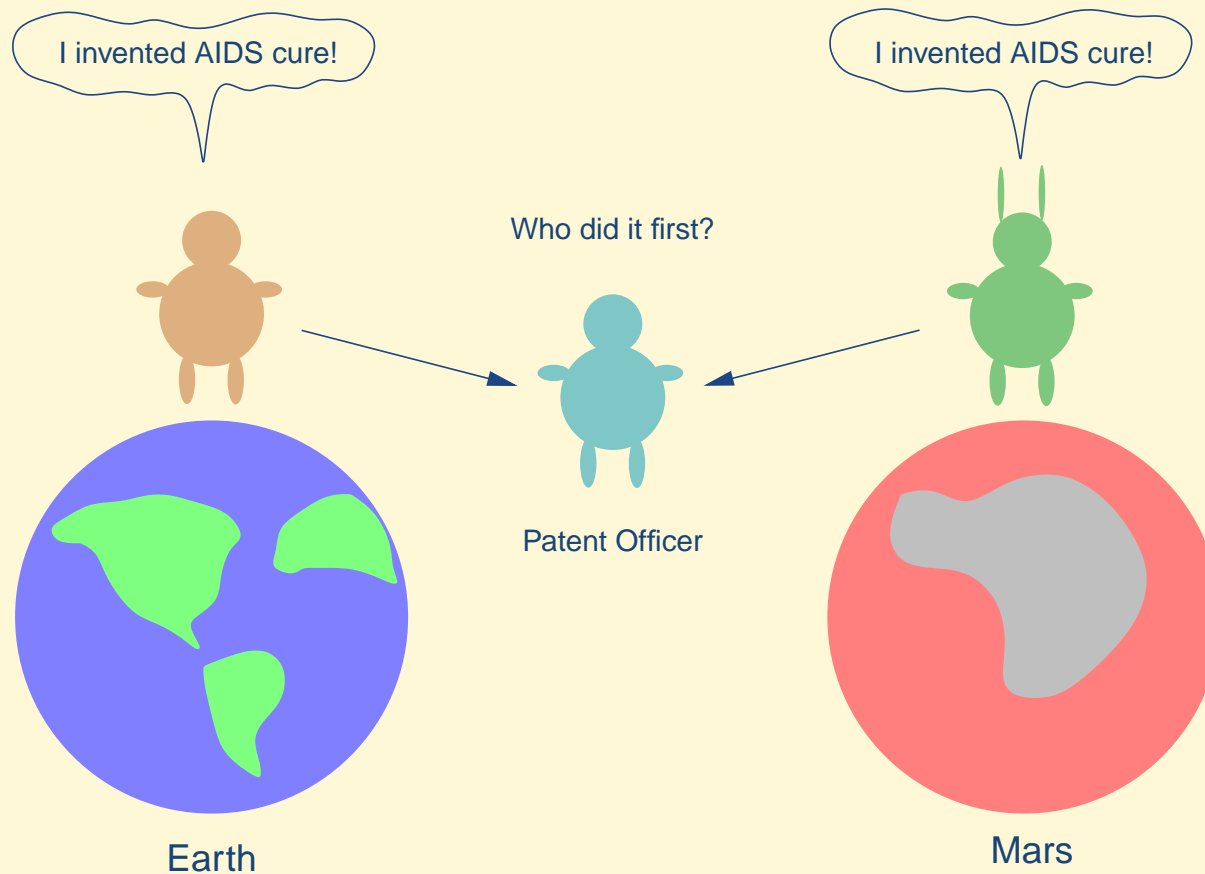 I invented AIDS cure!
I invented AIDS cure!
Who did it first?
Patent Officer
Earth
Mars